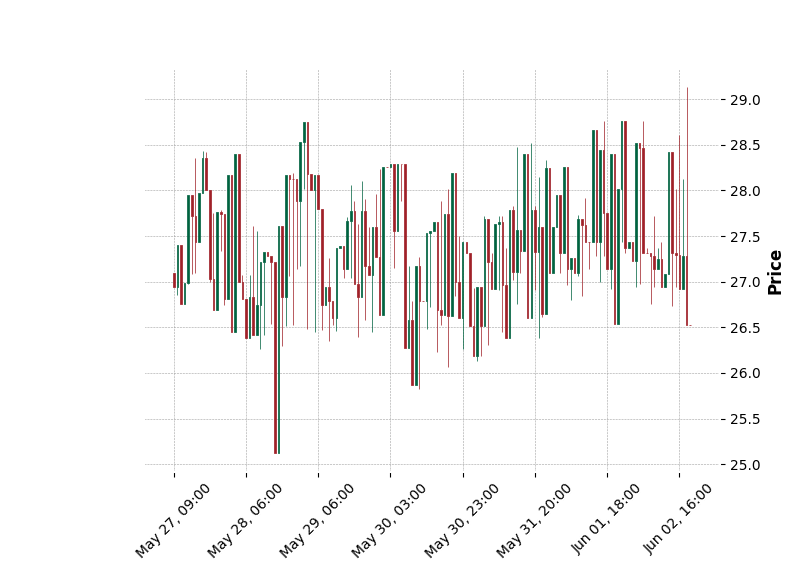 29.0
28.5
28.0
27.5
27.0
26.5
26.0
25.5
25.0
Price
May 27, 09:00
May 28, 06:00
May 29, 06:00
May 30, 03:00
May 30, 23:00
May 31, 20:00
Jun 01, 18:00
Jun 02, 16:00